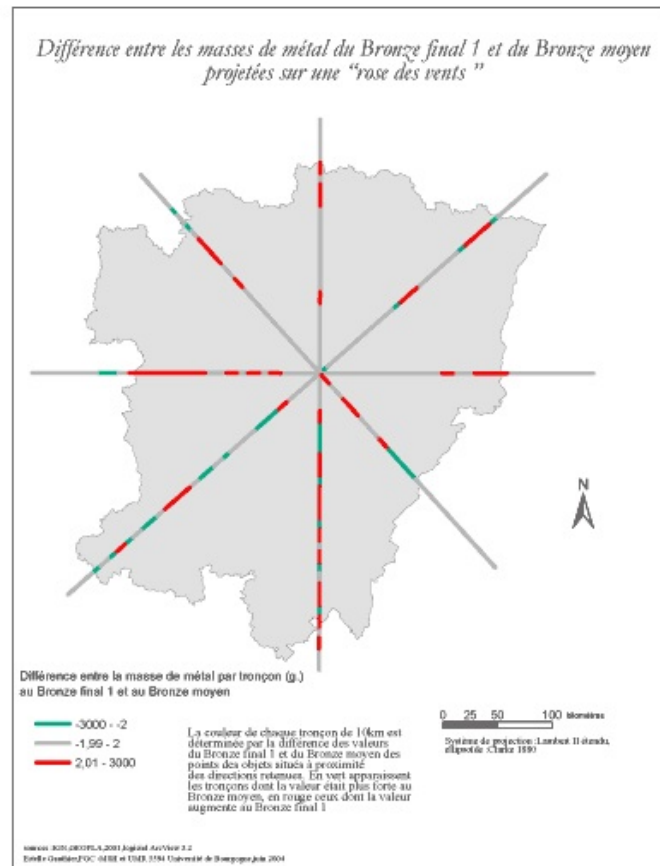 Différence entre les masses de métal du Bronze final 1 et du Bronze moyen
projetées sur une “rose des vents ”
N
Différence entre la masse de métal par tronçon (g.)
au Bronze final 1 et au Bronze moyen
-3000 - -2
-1,99 - 2
2,01 - 3000
La couleur de chaque tronçon de 10km est
déterminée par la différence des valeurs
du Bronze final 1 et du Bronze moyen des
points des objets situés à proximité
des directions retenues. En vert apparaissent
les tronçons dont la valeur était plus forte au
Bronze moyen, en rouge ceux dont la valeur
augmente au Bronze final 1
0 25 50 100 kilomètres
Système de projection :Lambert II étendu,
ellipsoïde :Clarke 1880
sources :IGN, 2001,logiciel ArcView 3.2
Estelle Gauthier, et UMR 5594 Université de Bourgogne,juin 2004